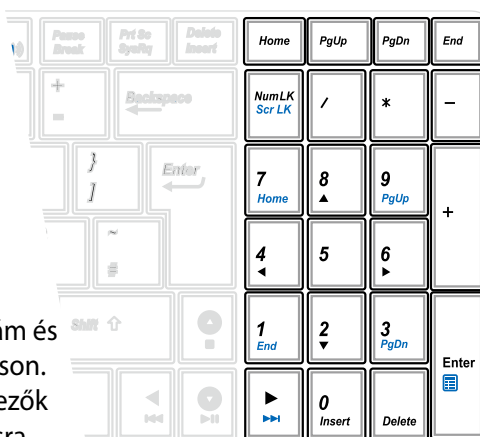 Pause Break
Prt Sc SysRq
Delete Insert
Home
PgUp
PgDn
End
+
=
Backspace
NumLK
Scr LK
/
*
-
}
]
Enter
7
Home
8
9
PgUp
+
~
#
4
5
6
ám és
son.
ezők
Shift
1
End
2
3
PgDn
Enter
0
Insert
Delete